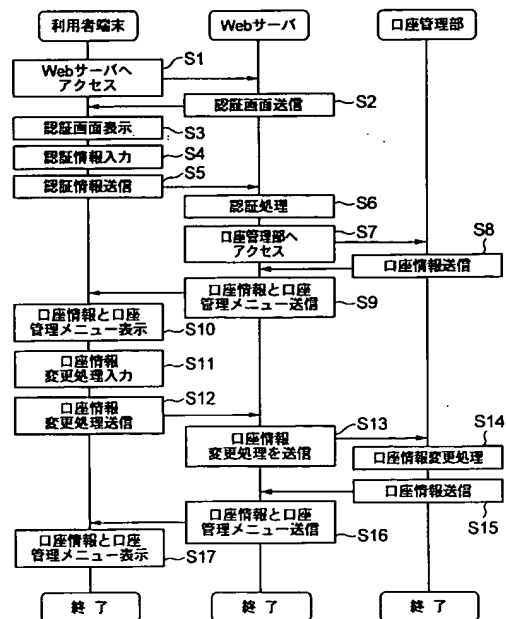 利用者端末
Webサーバ
口座管理部
Webサーバへ
アクセス
S1
認証画面送信
S2
認証画面表示
S3
認証情報入力
S4
認証情報送信
S5
認証処理
S6
口座管理部へ
アクセス
S7
口座情報送信
S8
口座情報と口座
管理メニュー送信
S9
口座情報と口座
管理メニュー表示
S10
口座情報
変更処理入力
S11
口座情報
変更処理送信
S12
口座情報
変更処理を送信
S13
口座情報変更処理
S14
口座情報送信
S15
口座情報と口座
管理メニュー送信
S16
口座情報と口座
管理メニュー表示
S17
終 了
終 了
終 了